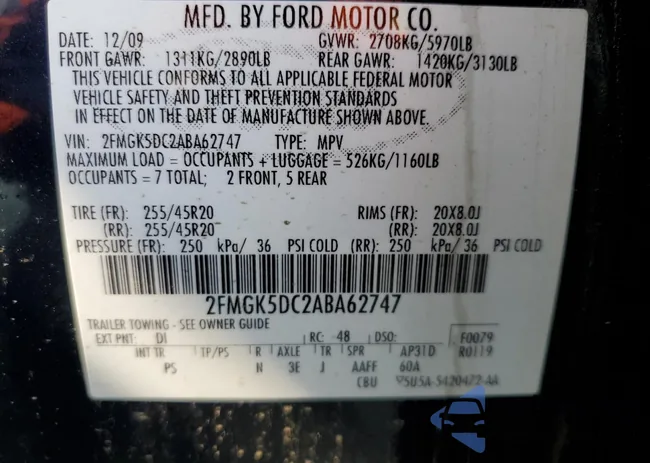 MFD. BY FORD MOTOR CO.
DATE: 12/09 GVWR: 2708KG/5970LB
FRONT GAWR: 1311KG/2890LB REAR GAWR: 1420KG/3130LB
THIS VEHICLE CONFORMS TO ALL APPLICABLE FEDERAL MOTOR
VEHICLE SAFETY AND THEFT PREVENTION STANDARDS
IN EFFECT ON THE DATE OF MANUFACTURE SHOWN ABOVE.
VIN: 2FMGK5DC2ABA62747 TYPE: MPV
MAXIMUM LOAD = OCCUPANTS + LUGGAGE = 526KG/1160LB
OCCUPANTS = 7 TOTAL; 2 FRONT, 5 REAR
TIRE (FR): 255/45R20 RIMS (FR): 20X8.0J
(RR): 255/45R20 (RR): 20X8.0J
PRESSURE (FR): 250 kPa/ 36 PSI COLD (RR): 250 kPa/ 36 PSI COLD
2FMGK5DC2ABA62747
TRAILER TOWING - SEE OWNER GUIDE
EXT PNT: DI RC: 48 DSO: F0079
INT TR TP/PS R AXLE TR SPR AP31D R0119
PS N 3E J AAFF 60A
CBU 5U5A-5420472-AA